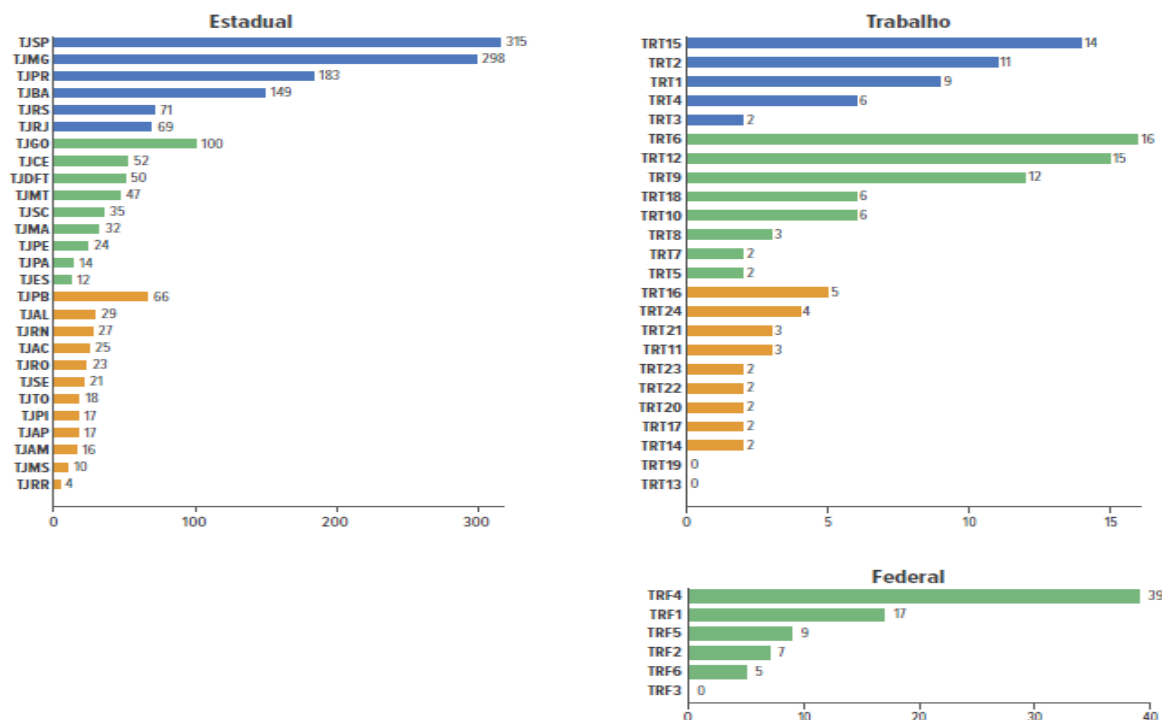 Estadual
TJSP 315
TJMG 298
TJPR 183
TJBA 149
TJRS 71
TJRJ 69
TJGO 100
TJCE 52
TJDFT 50
TJMT 47
TJSC 35
TJMA 32
TJPE 24
TJPA 14
TJES 12
TJPB 66
TJAL 29
TJRN 27
TJAC 25
TJRO 23
TJSE 21
TJTO 18
TJPI 17
TJAP 17
TJAM 16
TJMS 10
TJRR 4
0 100 200 300
Trabalho
TRT15 14
TRT2 11
TRT1 9
TRT4 6
TRT3 2
TRT6 16
TRT12 15
TRT9 12
TRT18 6
TRT10 6
TRT8 3
TRT7 2
TRT5 2
TRT16 5
TRT24 4
TRT21 3
TRT11 3
TRT23 2
TRT22 2
TRT20 2
TRT17 2
TRT14 2
TRT19 0
TRT13 0
0 5 10 15
Federal
TRF4 39
TRF1 17
TRF5 9
TRF2 7
TRF6 5
TRF3 0
0 10 20 30 40